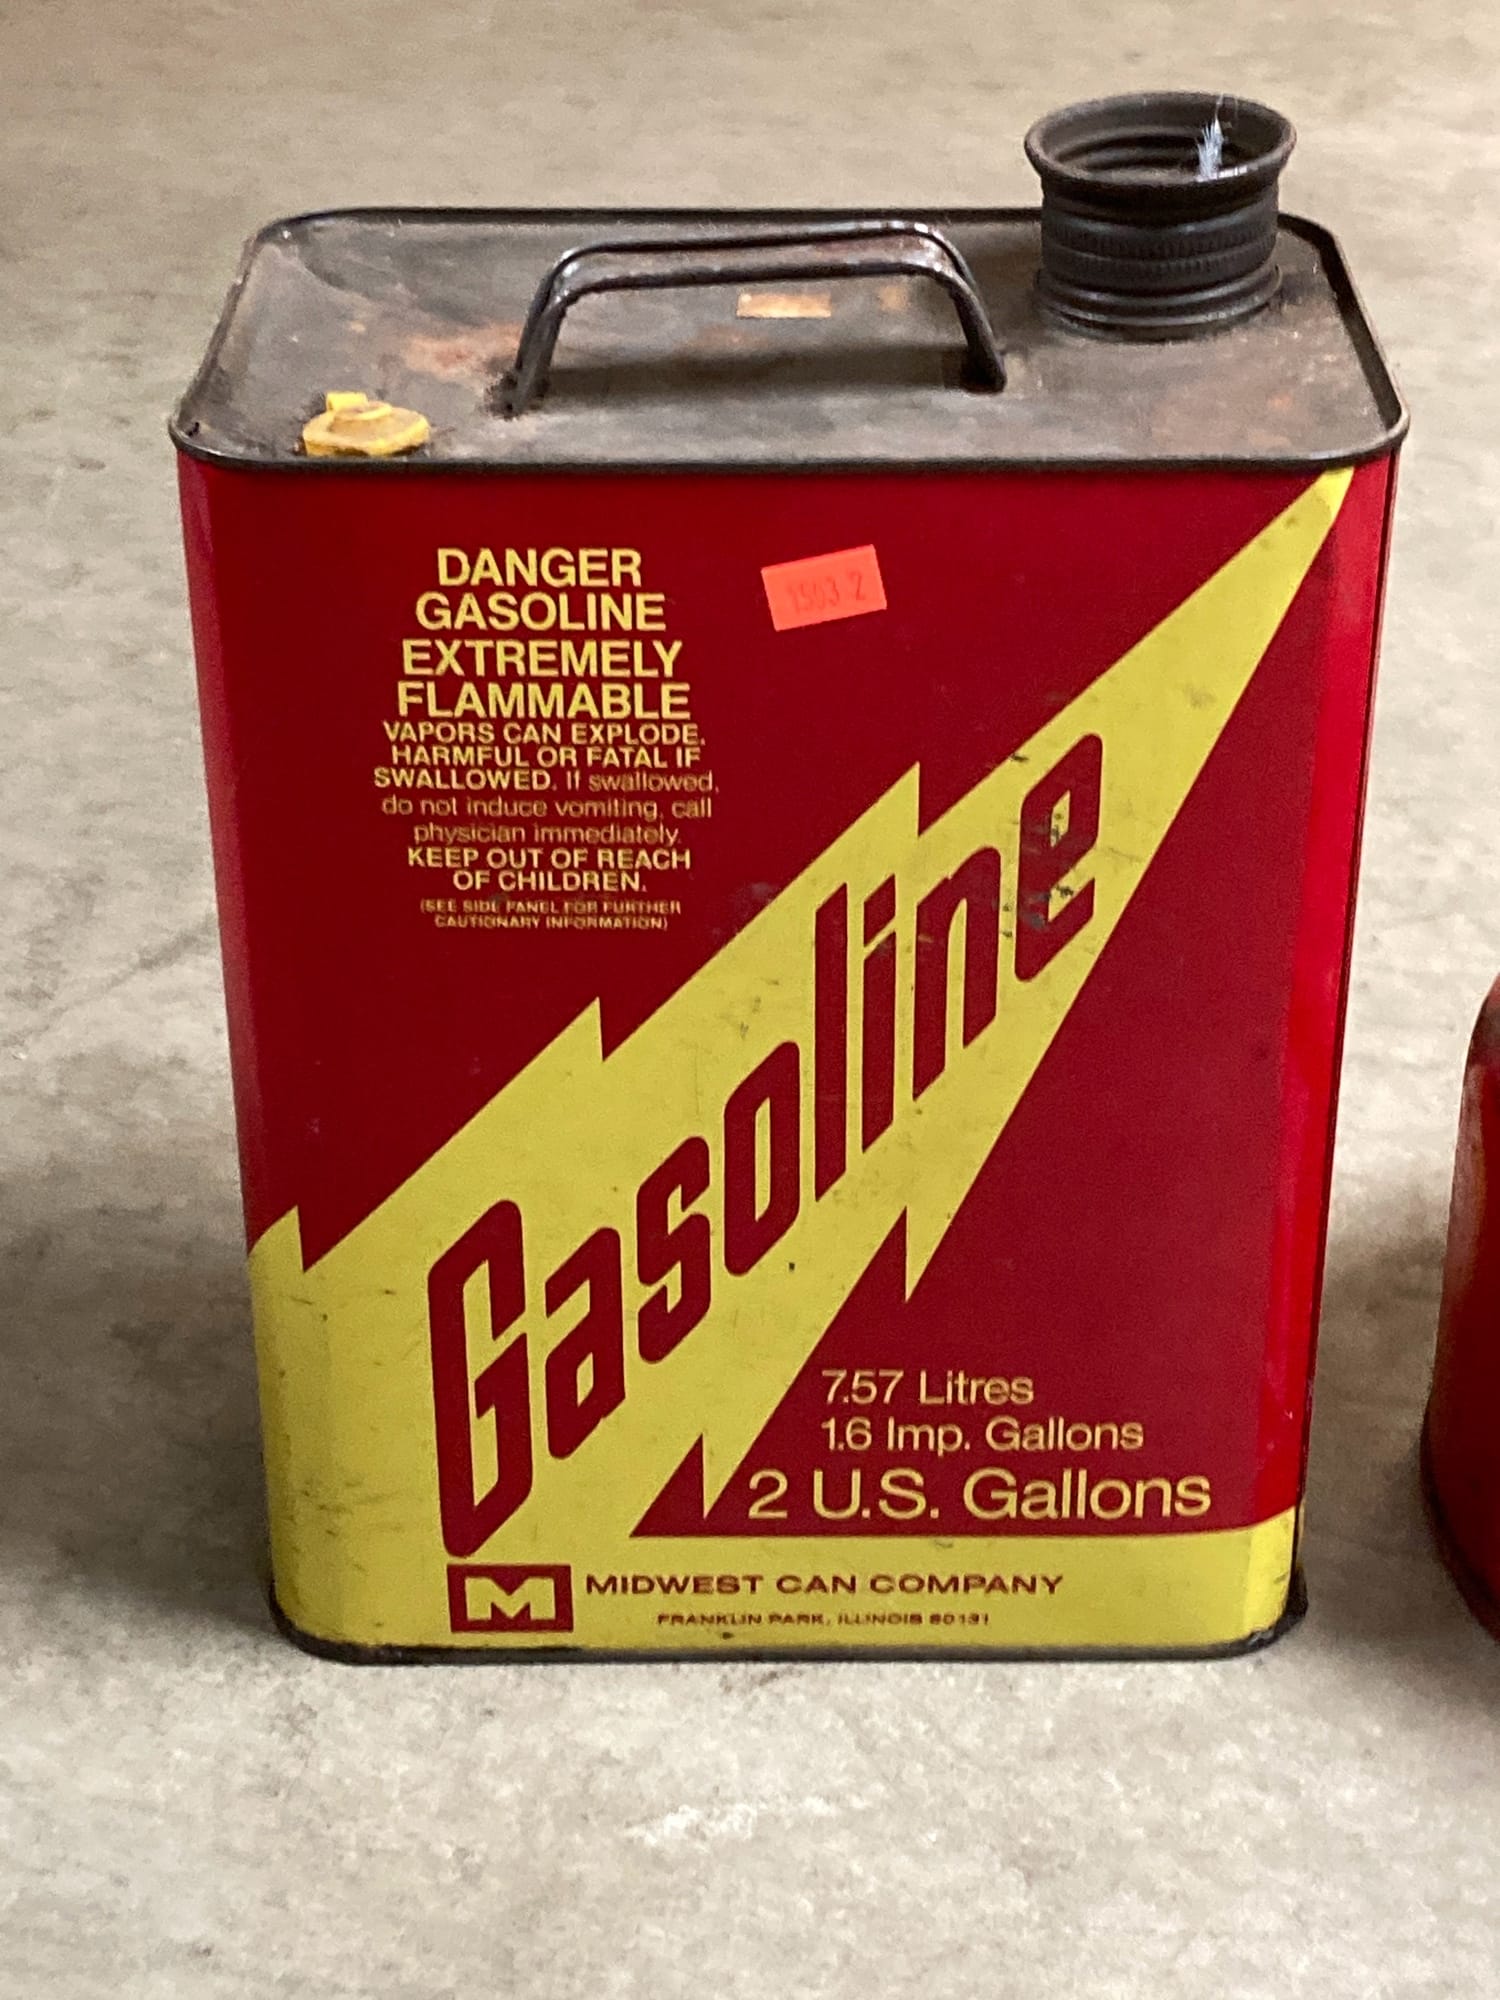 DANGER
GASOLINE
EXTREMELY
FLAMMABLE
VAPORS CAN EXPLODE.
HARMFUL OR FATAL IF
SWALLOWED. If swallowed,
do not induce vomiting, call
physician immediately.
KEEP OUT OF REACH
OF CHILDREN.
(SEE SIDE PANEL FOR FURTHER
CAUTIONARY INFORMATION)
Gasoline
7.57 Litres
1.6 Imp. Gallons
2 U.S. Gallons
M MIDWEST CAN COMPANY
FRANKLIN PARK, ILLINOIS 60131